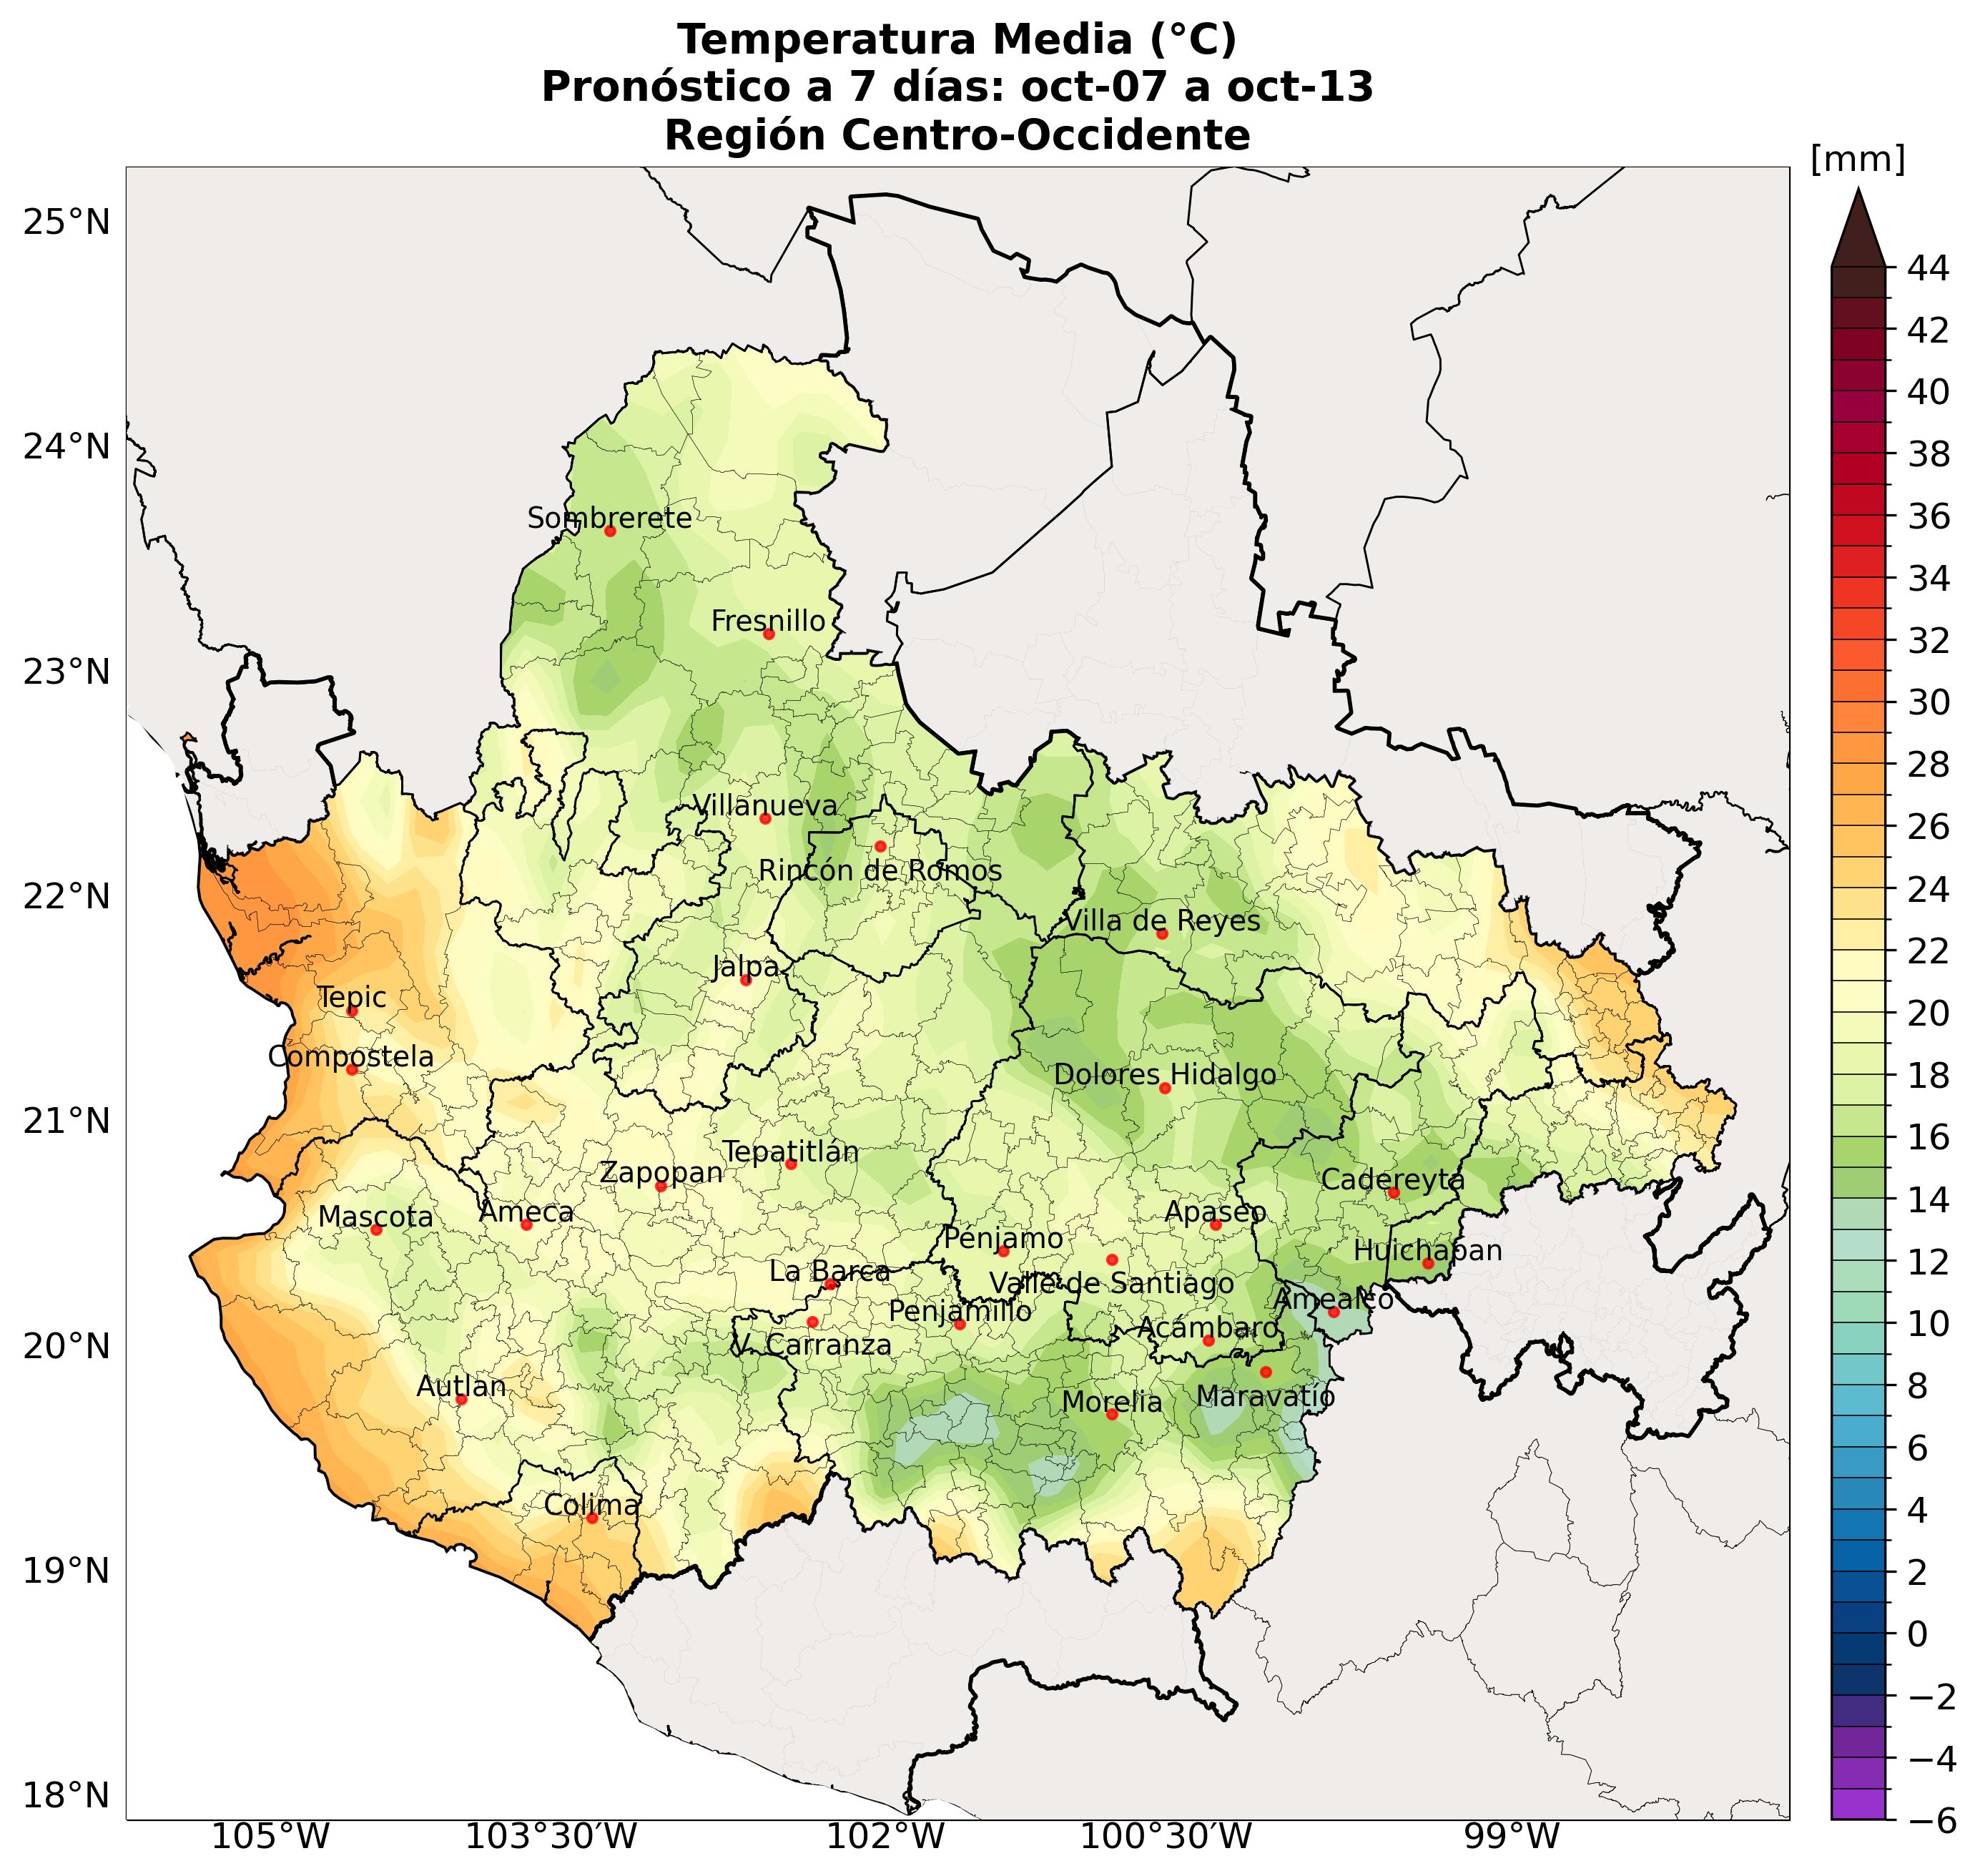 Temperatura Media (°C)
Pronóstico a 7 días: oct-07 a oct-13
Región Centro-Occidente
[mm]
25°N
24°N
23°N
22°N
21°N
20°N
19°N
18°N
105°W
103°30′W
102°W
100°30′W
99°W
44
42
40
38
36
34
32
30
28
26
24
22
20
18
16
14
12
10
8
6
4
2
0
−2
−4
−6
Sombrerete
Fresnillo
Villanueva
Rincón de Romos
Villa de Reyes
Jalpa
Tepic
Compostela
Dolores Hidalgo
Tepatitlán
Zapopan
Cadereyta
Ameca
Mascota
Apaseo
Pénjamo
Huichapan
La Barca
Valle de Santiago
Amealco
Penjamillo
Acámbaro
V. Carranza
Autlan
Maravatío
Morelia
Colima